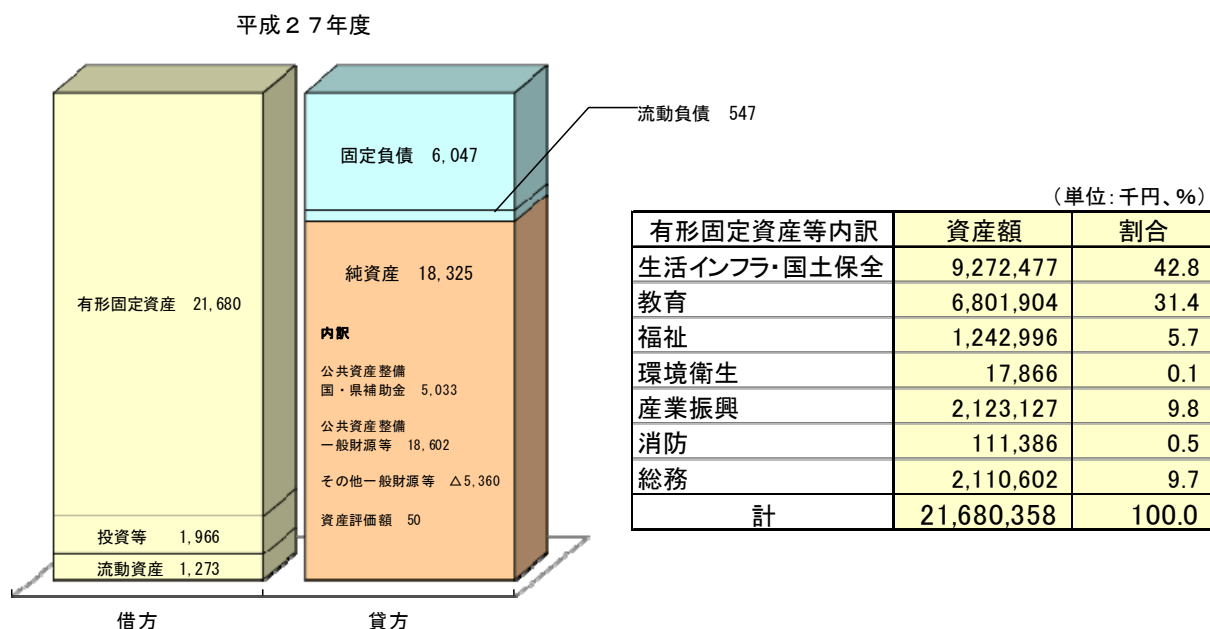 平成２７年度
流動負債　547
固定負債　6,047
純資産　18,325
有形固定資産　21,680
内訳
公共資産整備
国・県補助金　5,033
公共資産整備
一般財源等　18,602
その他一般財源等　△5,360
資産評価額　50
投資等　1,966
流動資産　1,273
借方　貸方
（単位：千円、％）
有形固定資産等内訳　資産額　割合
生活インフラ・国土保全　9,272,477　42.8
教育　6,801,904　31.4
福祉　1,242,996　5.7
環境衛生　17,866　0.1
産業振興　2,123,127　9.8
消防　111,386　0.5
総務　2,110,602　9.7
計　21,680,358　100.0